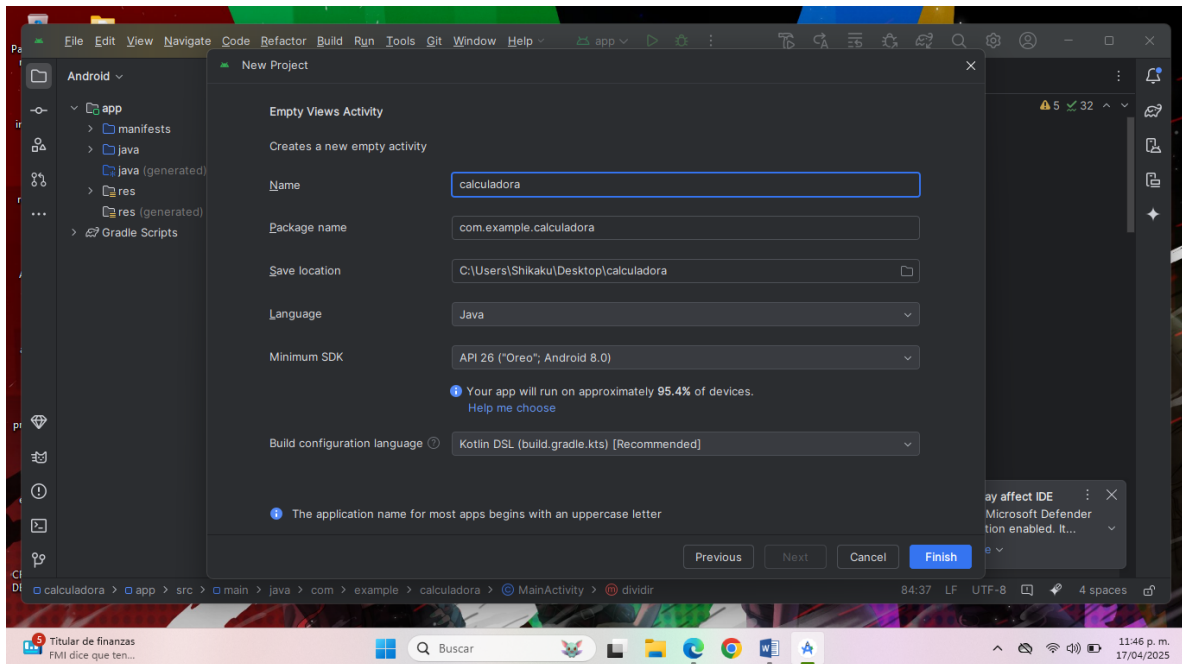 Pa
File Edit View Navigate Code Refactor Build Run Tools Git Window Help
app
Android
New Project
app
manifests
java
java (generated)
res
res (generated)
Gradle Scripts
Empty Views Activity
Creates a new empty activity
Name
calculadora
Package name
com.example.calculadora
Save location
C:\Users\Shikaku\Desktop\calculadora
Language
Java
Minimum SDK
API 26 ("Oreo"; Android 8.0)
Your app will run on approximately 95.4% of devices.
Help me choose
Build configuration language
Kotlin DSL (build.gradle.kts) [Recommended]
The application name for most apps begins with an uppercase letter
Previous Next Cancel Finish
5 32
ay affect IDE
Microsoft Defender
tion enabled. It...
calculadora > app > src > main > java > com > example > calculadora > MainActivity > dividir
84:37 LF UTF-8 4 spaces
5
Titular de finanzas
FMI dice que ten...
Buscar
11:46 p. m.
17/04/2025